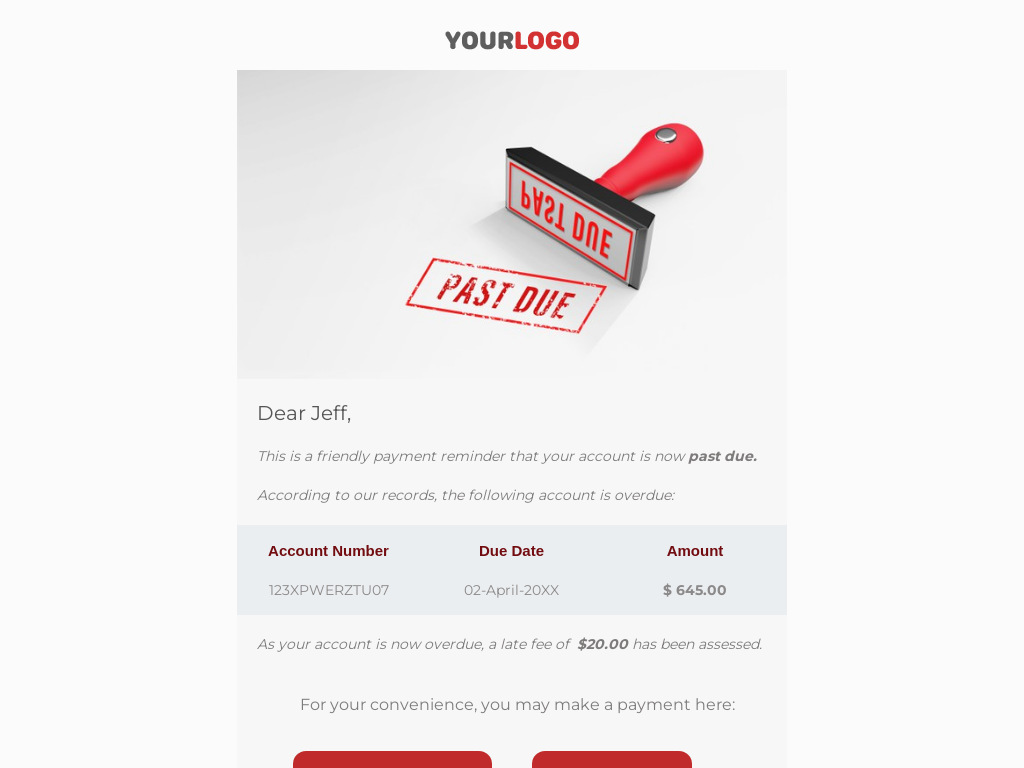 YOURLOGO
PAST DUE
PAST DUE
Dear Jeff,
This is a friendly payment reminder that your account is now past due.
According to our records, the following account is overdue:
Account Number Due Date Amount
123XPWERZTU07 02-April-20XX $ 645.00
As your account is now overdue, a late fee of $20.00 has been assessed.
For your convenience, you may make a payment here: